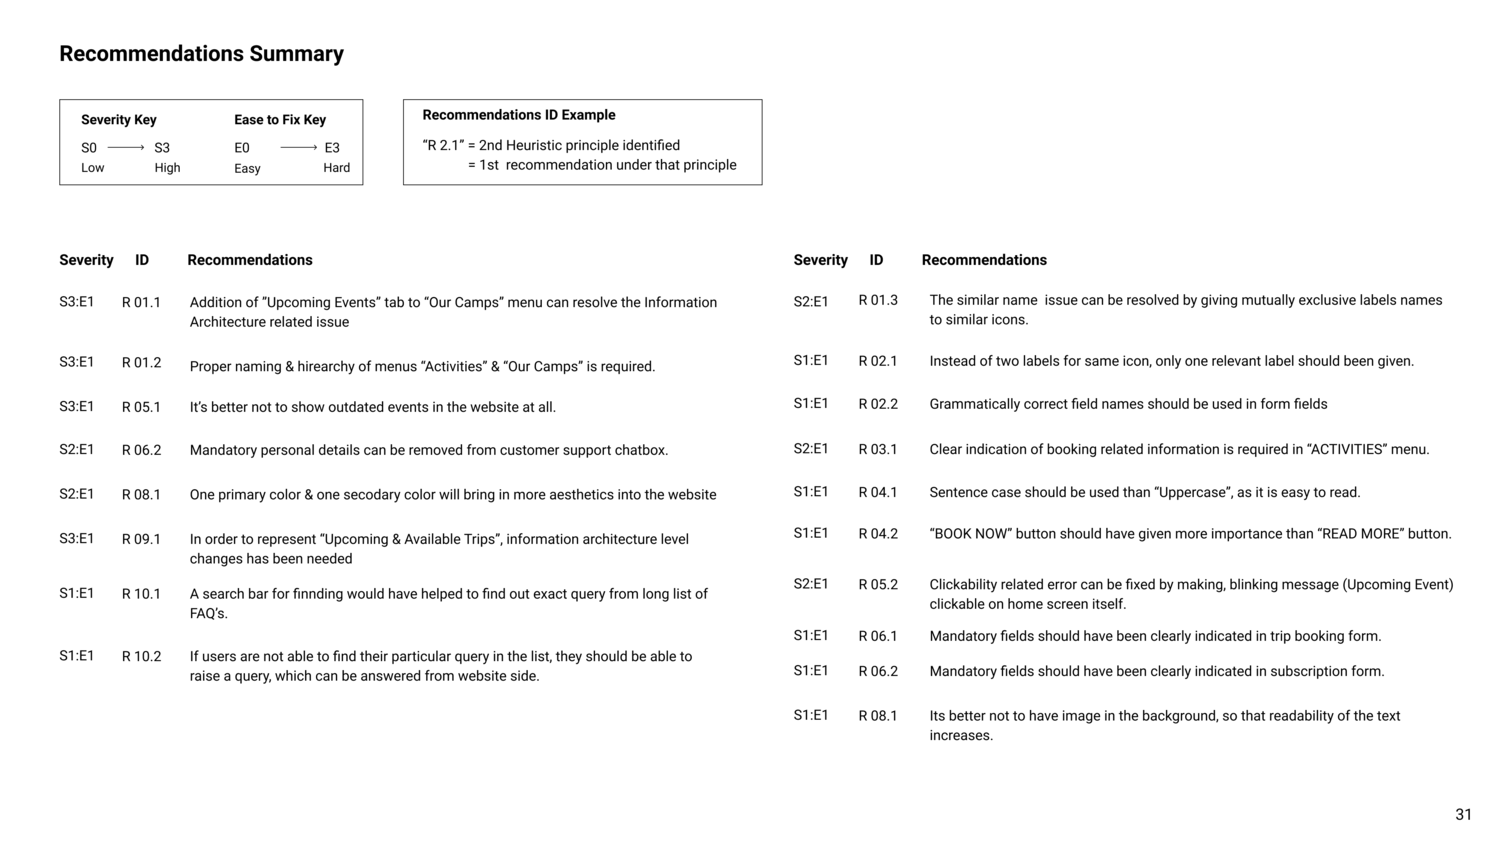 Recommendations Summary
Severity Key
Ease to Fix Key
S0 → S3
E0 → E3
Low High
Easy Hard
Recommendations ID Example
“R 2.1” = 2nd Heuristic principle identified
= 1st recommendation under that principle
Severity ID Recommendations
S3:E1 R 01.1 Addition of ”Upcoming Events” tab to “Our Camps” menu can resolve the Information
Architecture related issue
S3:E1 R 01.2 Proper naming & hirearchy of menus “Activities” & “Our Camps” is required.
S3:E1 R 05.1 It’s better not to show outdated events in the website at all.
S2:E1 R 06.2 Mandatory personal details can be removed from customer support chatbox.
S2:E1 R 08.1 One primary color & one secodary color will bring in more aesthetics into the website
S3:E1 R 09.1 In order to represent “Upcoming & Available Trips”, information architecture level
changes has been needed
S1:E1 R 10.1 A search bar for finnding would have helped to find out exact query from long list of
FAQ’s.
S1:E1 R 10.2 If users are not able to find their particular query in the list, they should be able to
raise a query, which can be answered from website side.
Severity ID Recommendations
S2:E1 R 01.3 The similar name issue can be resolved by giving mutually exclusive labels names
to similar icons.
S1:E1 R 02.1 Instead of two labels for same icon, only one relevant label should been given.
S1:E1 R 02.2 Grammatically correct field names should be used in form fields
S2:E1 R 03.1 Clear indication of booking related information is required in “ACTIVITIES” menu.
S1:E1 R 04.1 Sentence case should be used than “Uppercase”, as it is easy to read.
S1:E1 R 04.2 “BOOK NOW” button should have given more importance than “READ MORE” button.
S2:E1 R 05.2 Clickability related error can be fixed by making, blinking message (Upcoming Event)
clickable on home screen itself.
S1:E1 R 06.1 Mandatory fields should have been clearly indicated in trip booking form.
S1:E1 R 06.2 Mandatory fields should have been clearly indicated in subscription form.
S1:E1 R 08.1 Its better not to have image in the background, so that readability of the text
increases.
31